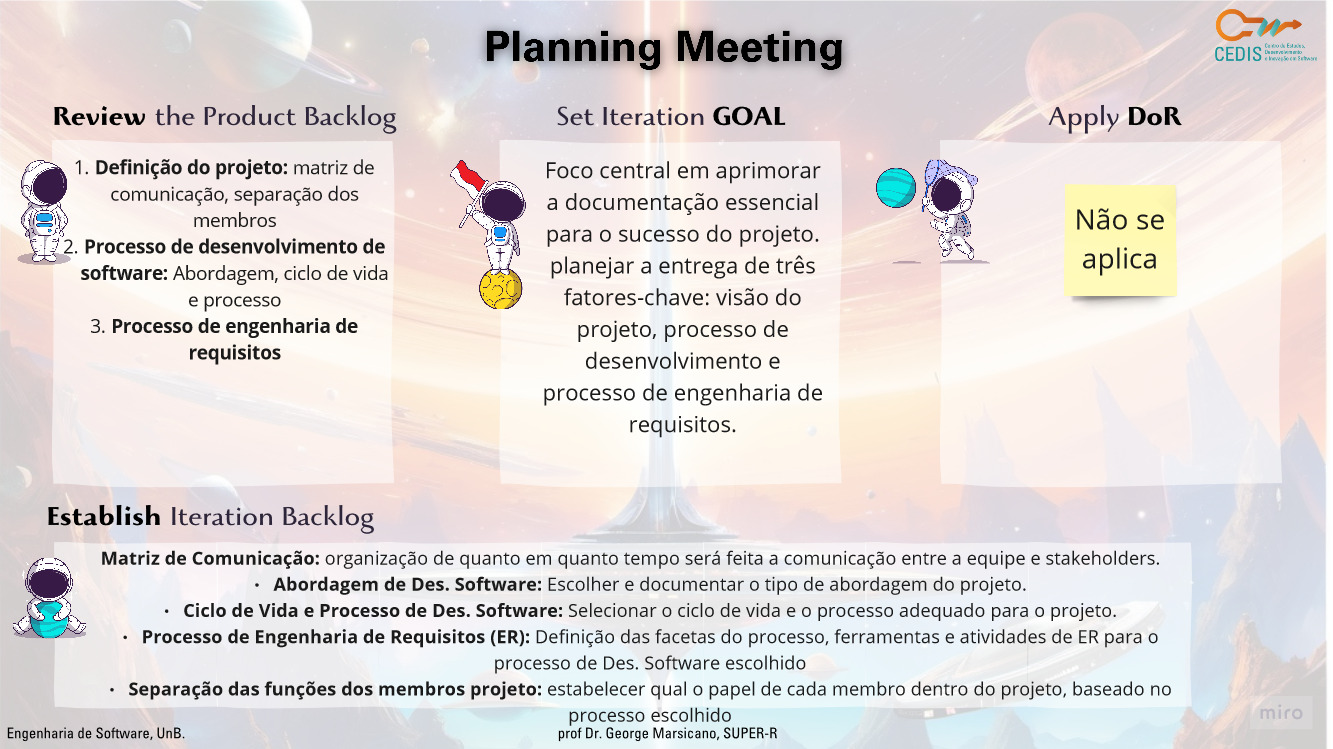 Planning Meeting
CEDIS
Centro de Estudos,
Desenvolvimento
e Inovação em Software
Review the Product Backlog
1. Definição do projeto: matriz de
comunicação, separação dos
membros
2. Processo de desenvolvimento de
software: Abordagem, ciclo de vida
e processo
3. Processo de engenharia de
requisitos
Set Iteration GOAL
Foco central em aprimorar
a documentação essencial
para o sucesso do projeto.
planejar a entrega de três
fatores-chave: visão do
projeto, processo de
desenvolvimento e
processo de engenharia de
requisitos.
Apply DoR
Não se
aplica
Establish Iteration Backlog
Matriz de Comunicação: organização de quanto em quanto tempo será feita a comunicação entre a equipe e stakeholders.
· Abordagem de Des. Software: Escolher e documentar o tipo de abordagem do projeto.
· Ciclo de Vida e Processo de Des. Software: Selecionar o ciclo de vida e o processo adequado para o projeto.
· Processo de Engenharia de Requisitos (ER): Definição das facetas do processo, ferramentas e atividades de ER para o
processo de Des. Software escolhido
· Separação das funções dos membros projeto: estabelecer qual o papel de cada membro dentro do projeto, baseado no
processo escolhido
miro
Engenharia de Software, UnB.
prof Dr. George Marsicano, SUPER-R